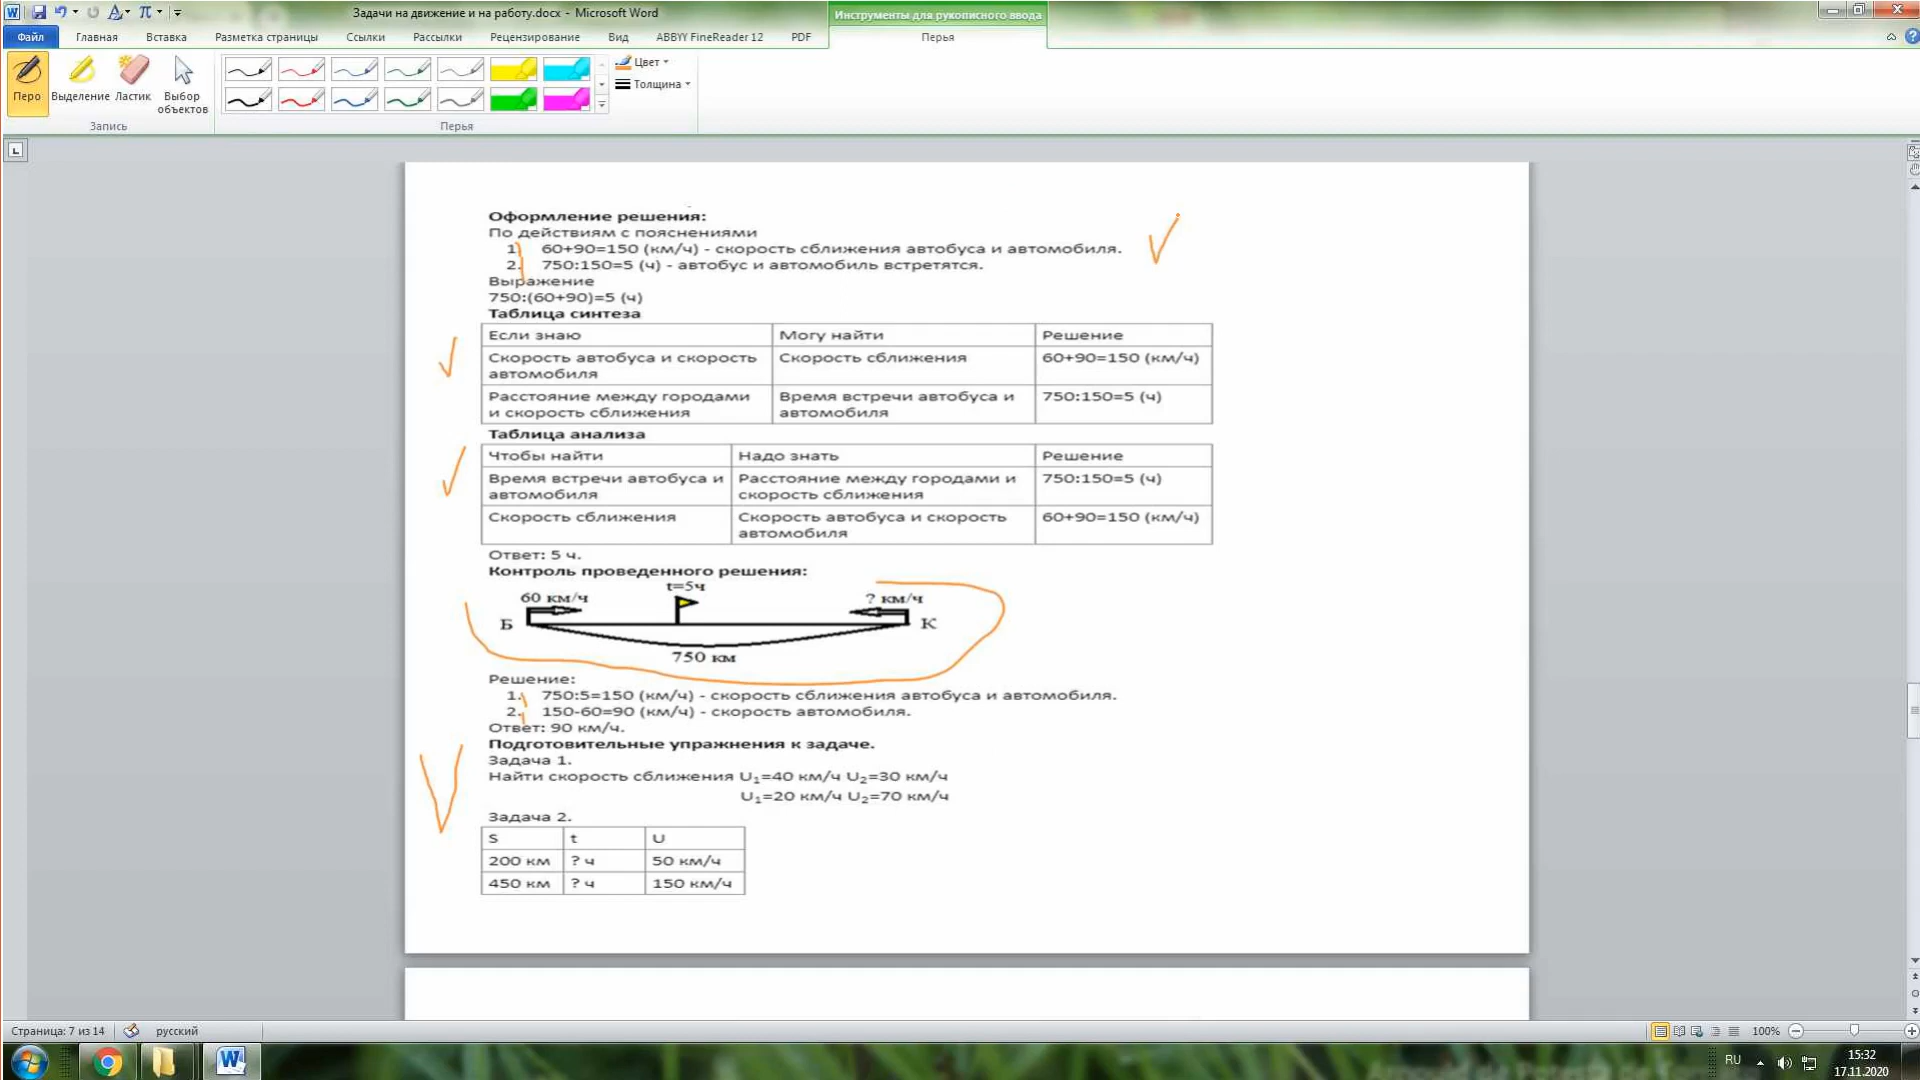 Задачи на движение и на работу.docx - Microsoft Word
Инструменты для рукописного ввода
Файл Главная Вставка Разметка страницы Ссылки Рассылки Рецензирование Вид ABBYY FineReader 12 PDF Перья
Перо Выделение Ластик Выбор объектов
Цвет
Толщина
Запись Перья
Оформление решения:
По действиям с пояснениями
1. 60+90=150 (км/ч) - скорость сближения автобуса и автомобиля.
2. 750:150=5 (ч) - автобус и автомобиль встретятся.
Выражение
750:(60+90)=5 (ч)
Таблица синтеза
Если знаю Могу найти Решение
Скорость автобуса и скорость автомобиля Скорость сближения 60+90=150 (км/ч)
Расстояние между городами и скорость сближения Время встречи автобуса и автомобиля 750:150=5 (ч)
Таблица анализа
Чтобы найти Надо знать Решение
Время встречи автобуса и автомобиля Расстояние между городами и скорость сближения 750:150=5 (ч)
Скорость сближения Скорость автобуса и скорость автомобиля 60+90=150 (км/ч)
Ответ: 5 ч.
Контроль проведенного решения:
60 км/ч t=5ч ? км/ч
Б К
750 км
Решение:
1. 750:5=150 (км/ч) - скорость сближения автобуса и автомобиля.
2. 150-60=90 (км/ч) - скорость автомобиля.
Ответ: 90 км/ч.
Подготовительные упражнения к задаче.
Задача 1.
Найти скорость сближения U₁=40 км/ч U₂=30 км/ч
U₁=20 км/ч U₂=70 км/ч
Задача 2.
S t U
200 км ? ч 50 км/ч
450 км ? ч 150 км/ч
Страница: 7 из 14 русский 100%
RU 15:32
17.11.2020